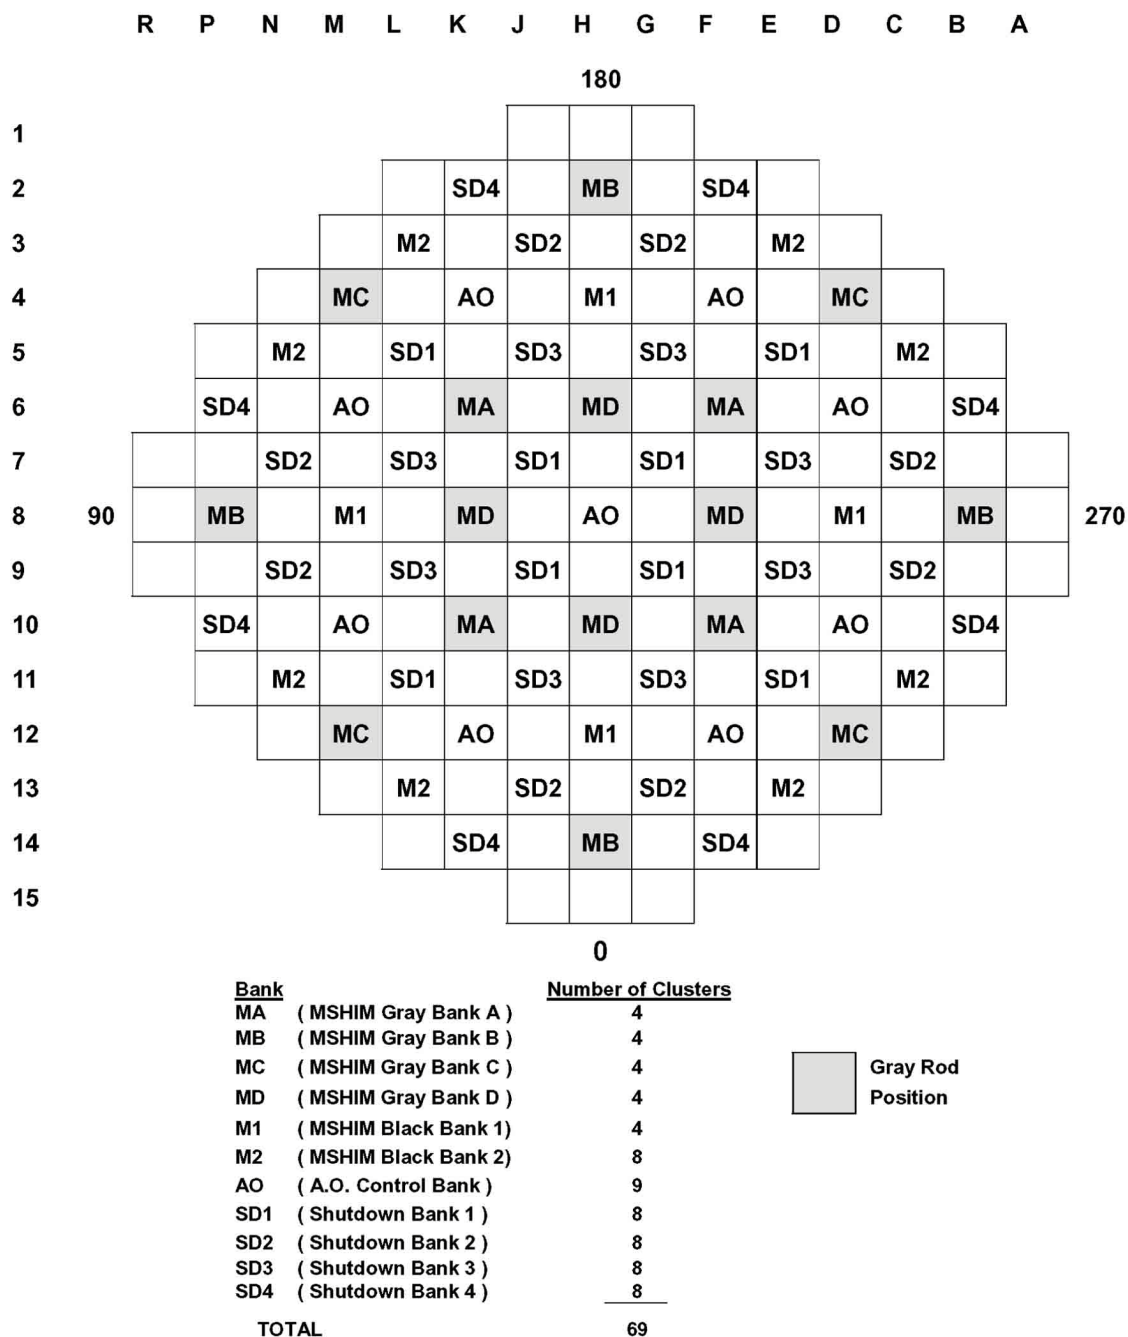 R P N M L K J H G F E D C B A
180
1
2 SD4 MB SD4
3 M2 SD2 SD2 M2
4 MC AO M1 AO MC
5 M2 SD1 SD3 SD3 SD1 M2
6 SD4 AO MA MD MA AO SD4
7 SD2 SD3 SD1 SD1 SD3 SD2
8 90 MB M1 MD AO MD M1 MB 270
9 SD2 SD3 SD1 SD1 SD3 SD2
10 SD4 AO MA MD MA AO SD4
11 M2 SD1 SD3 SD3 SD1 M2
12 MC AO M1 AO MC
13 M2 SD2 SD2 M2
14 SD4 MB SD4
15
0
Bank Number of Clusters
MA ( MSHIM Gray Bank A ) 4
MB ( MSHIM Gray Bank B ) 4
MC ( MSHIM Gray Bank C ) 4
MD ( MSHIM Gray Bank D ) 4
M1 ( MSHIM Black Bank 1) 4
M2 ( MSHIM Black Bank 2) 8
AO ( A.O. Control Bank ) 9
SD1 ( Shutdown Bank 1 ) 8
SD2 ( Shutdown Bank 2 ) 8
SD3 ( Shutdown Bank 3 ) 8
SD4 ( Shutdown Bank 4 ) 8
TOTAL 69
Gray Rod
Position